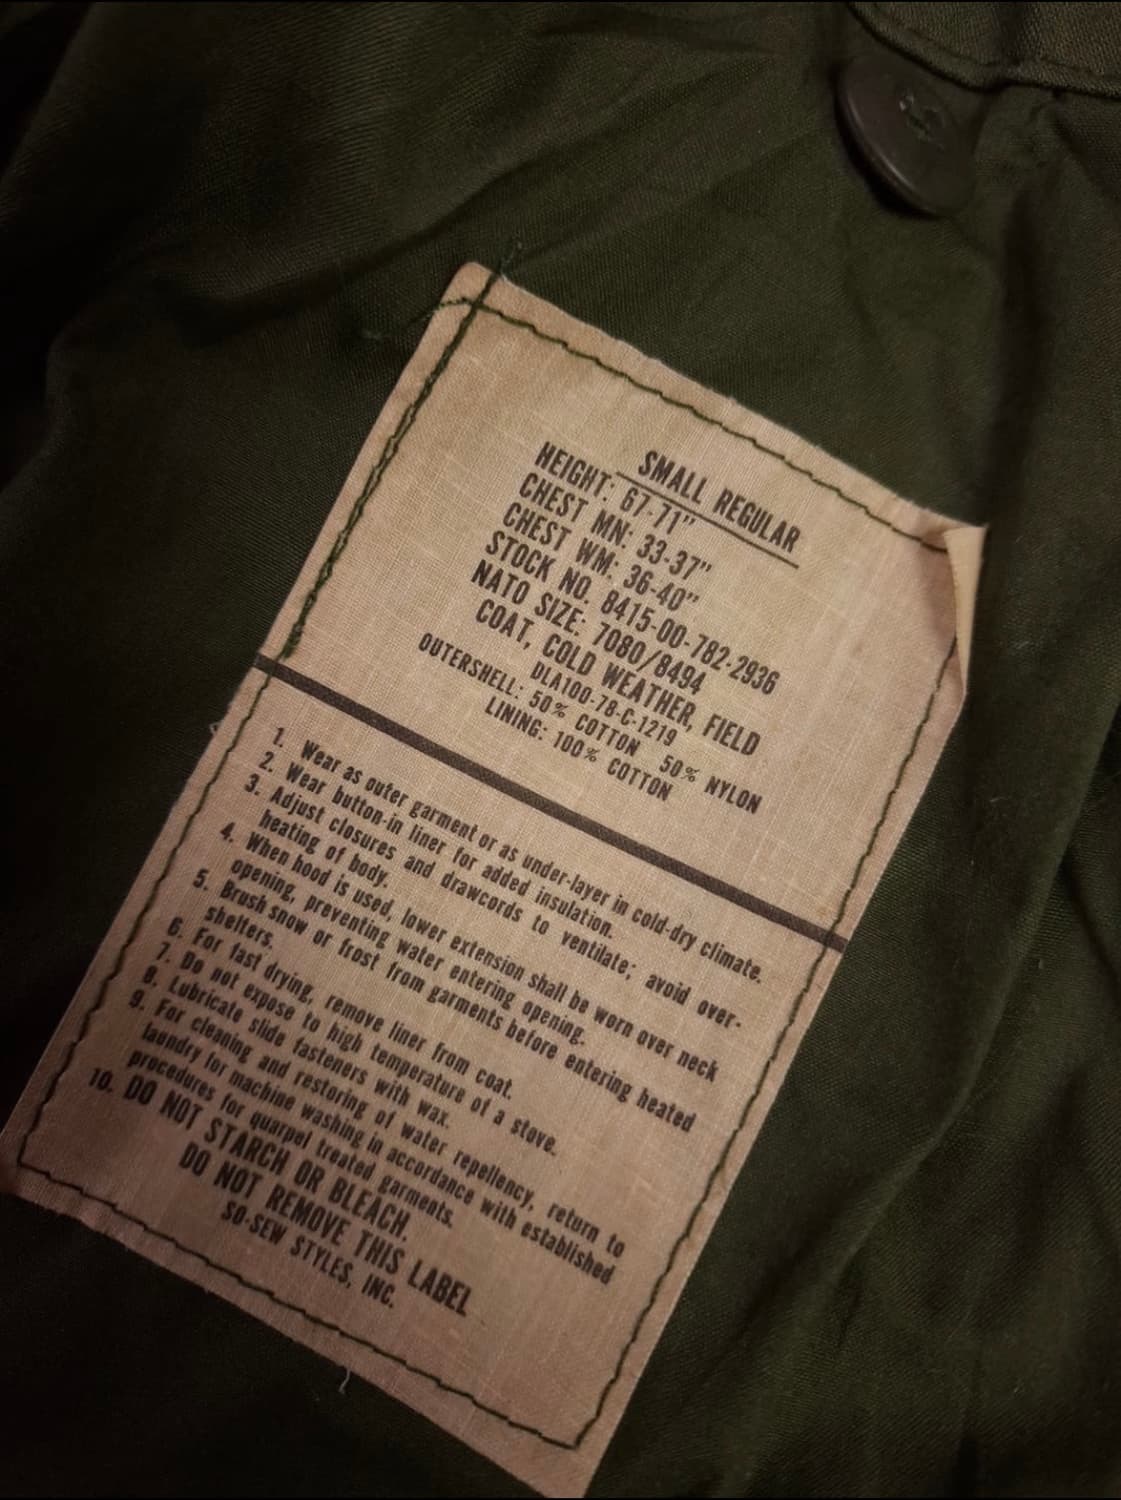 SMALL REGULAR
HEIGHT: 67-71"
CHEST MN: 33-37"
CHEST WM: 36-40"
STOCK NO. 8415-00-782-2936
NATO SIZE: 7080/8494
COAT, COLD WEATHER, FIELD
DLA100-78-C-1219
OUTERSHELL: 50% COTTON 50% NYLON
LINING: 100% COTTON
1. Wear as outer garment or as under-layer in cold-dry climate.
2. Wear button-in liner for added insulation.
3. Adjust closures and drawcords to ventilate; avoid over-
heating of body.
4. When hood is used, lower extension shall be worn over neck
opening, preventing water entering opening.
5. Brush snow or frost from garments before entering heated
shelters.
6. For fast drying, remove liner from coat.
7. Do not expose to high temperature of a stove.
8. Lubricate slide fasteners with wax.
9. For cleaning and restoring of water repellency, return to
laundry for machine washing in accordance with established
procedures for quarpel treated garments.
10. DO NOT STARCH OR BLEACH.
DO NOT REMOVE THIS LABEL
SO-SEW STYLES, INC.